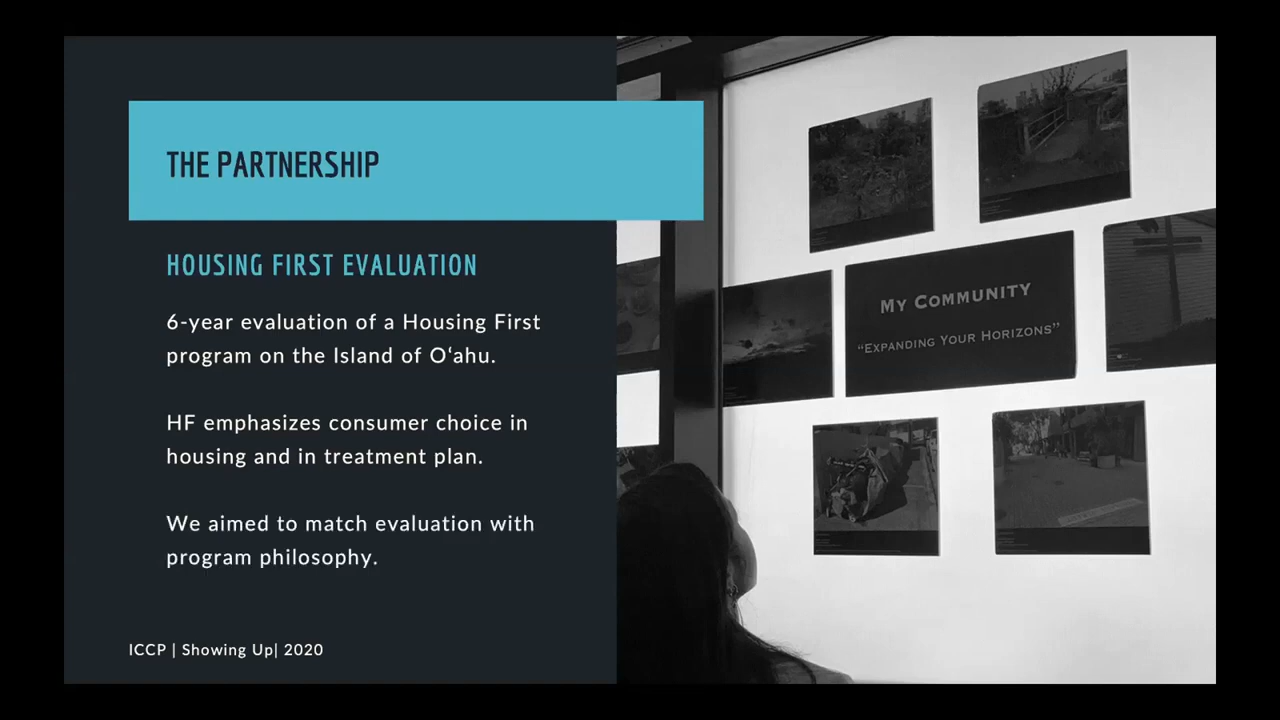 THE PARTNERSHIP
HOUSING FIRST EVALUATION
6-year evaluation of a Housing First
program on the Island of Oʻahu.
HF emphasizes consumer choice in
housing and in treatment plan.
We aimed to match evaluation with
program philosophy.
ICCP | Showing Up| 2020
MY COMMUNITY
“EXPANDING YOUR HORIZONS”